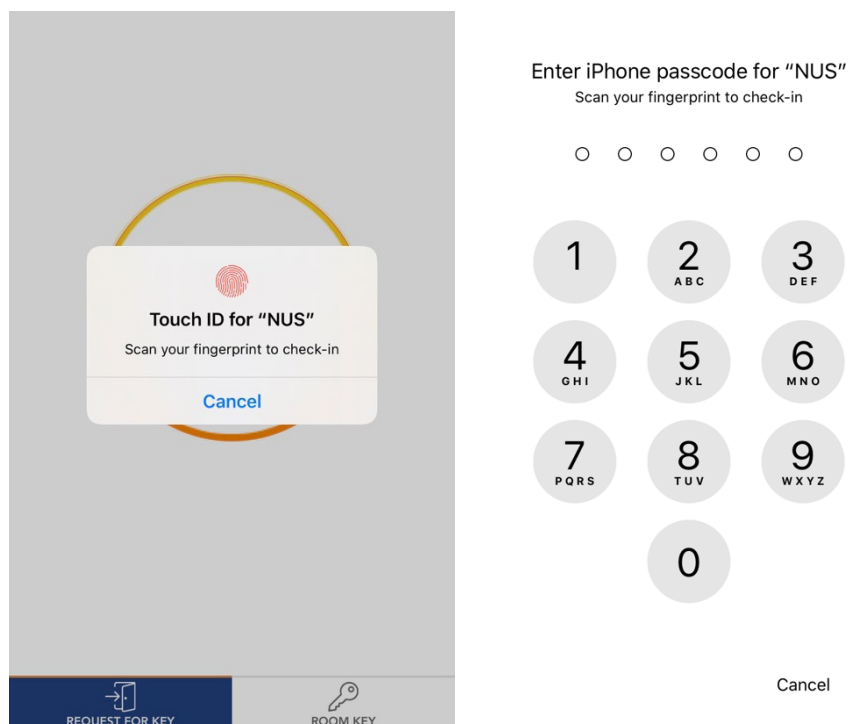 Touch ID for “NUS”
Scan your fingerprint to check-in
Cancel
REQUEST FOR KEY
ROOM KEY
Enter iPhone passcode for “NUS”
Scan your fingerprint to check-in
1
2
ABC
3
DEF
4
GHI
5
JKL
6
MNO
7
PQRS
8
TUV
9
WXYZ
0
Cancel